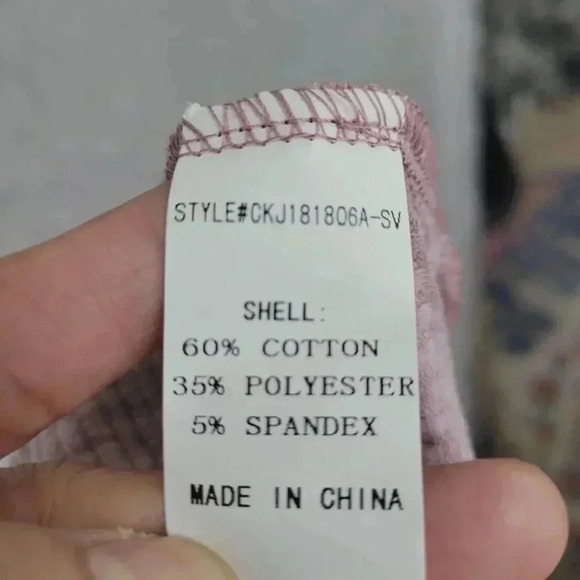 STYLE#CKJ181806A-SV
SHELL:
60% COTTON
35% POLYESTER
5% SPANDEX
MADE IN CHINA